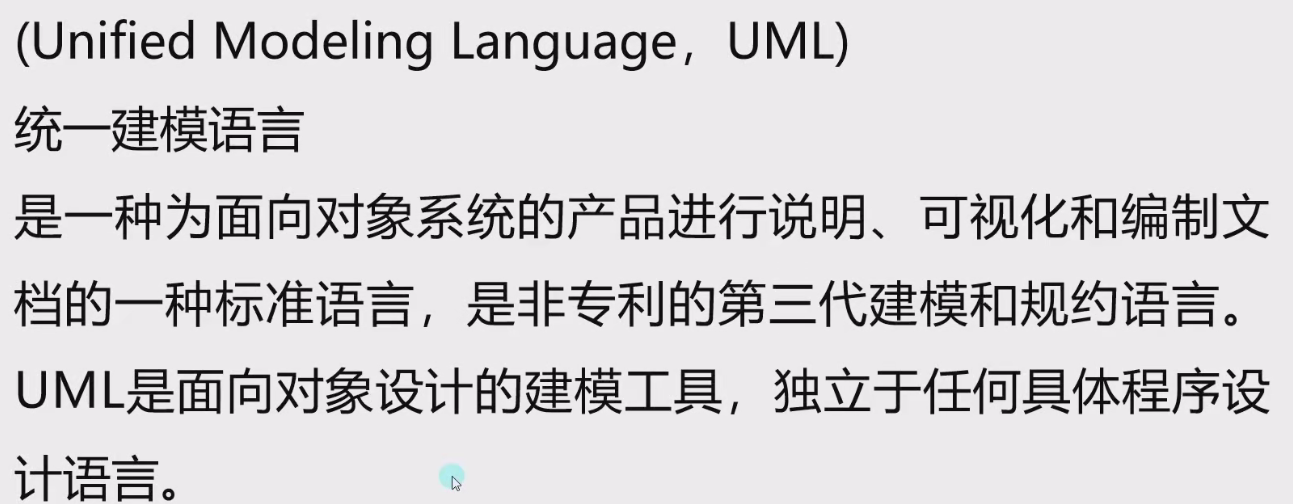 (Unified Modeling Language，UML)
统一建模语言
是一种为面向对象系统的产品进行说明、可视化和编制文
档的一种标准语言，是非专利的第三代建模和规约语言。
UML是面向对象设计的建模工具，独立于任何具体程序设
计语言。